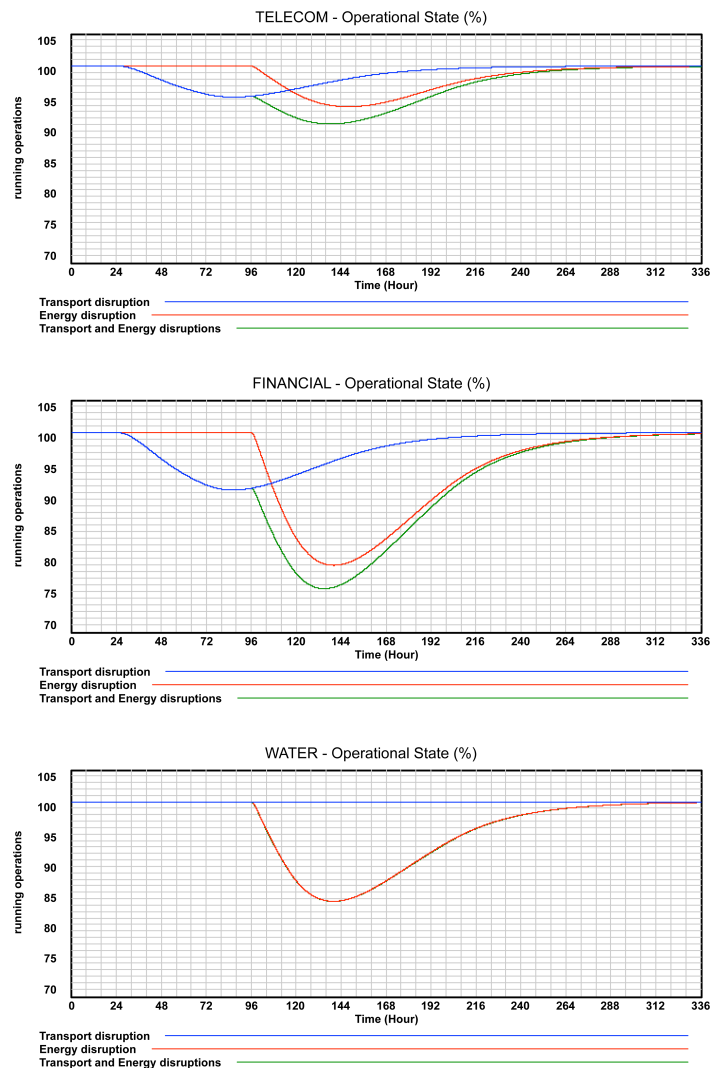 TELECOM - Operational State (%)
105
100
95
90
85
80
75
70
running operations
0 24 48 72 96 120 144 168 192 216 240 264 288 312 336
Time (Hour)
Transport disruption
Energy disruption
Transport and Energy disruptions
FINANCIAL - Operational State (%)
105
100
95
90
85
80
75
70
running operations
0 24 48 72 96 120 144 168 192 216 240 264 288 312 336
Time (Hour)
Transport disruption
Energy disruption
Transport and Energy disruptions
WATER - Operational State (%)
105
100
95
90
85
80
75
70
running operations
0 24 48 72 96 120 144 168 192 216 240 264 288 312 336
Time (Hour)
Transport disruption
Energy disruption
Transport and Energy disruptions